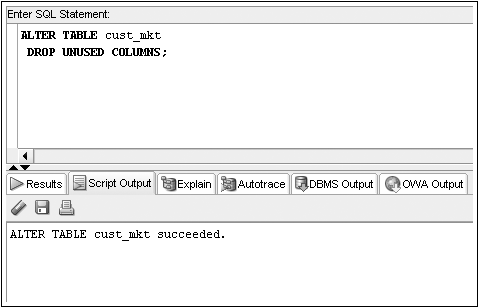 Enter SQL Statement:
ALTER TABLE cust_mkt
DROP UNUSED COLUMNS;
Results Script Output Explain Autotrace DBMS Output OWA Output
ALTER TABLE cust_mkt succeeded.